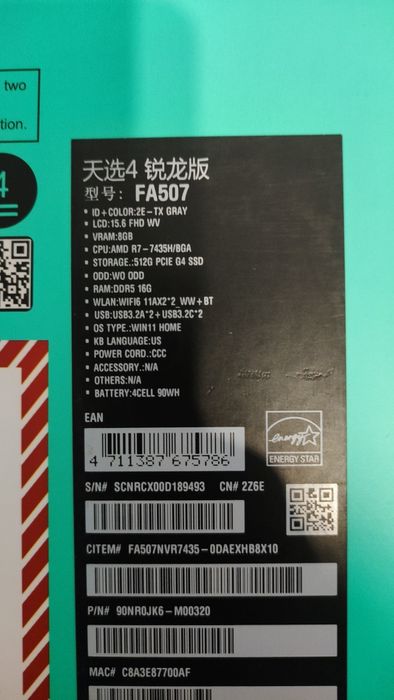 two
tion.
4
天选4 锐龙版
型号: FA507
• ID+COLOR:2E-TX GRAY
• LCD:15.6 FHD WV
• VRAM:8GB
• CPU:AMD R7-7435H/BGA
• STORAGE.:512G PCIE G4 SSD
• ODD:WO ODD
• RAM:DDR5 16G
• WLAN:WIFI6 11AX2*2_WW+BT
• USB:USB3.2A*2+USB3.2C*2
• OS TYPE.:WIN11 HOME
• KB LANGUAGE:US
• POWER CORD.:CCC
• ACCESSORY.:N/A
• OTHERS:N/A
• BATTERY:4CELL 90WH
EAN
4 711387 675786
energy
ENERGY STAR
S/N# SCNRCX00D189493 CN# 2Z6E
CITEM# FA507NVR7435-0DAEXHB8X10
P/N# 90NR0JK6-M00320
MAC# C8A3E87700AF